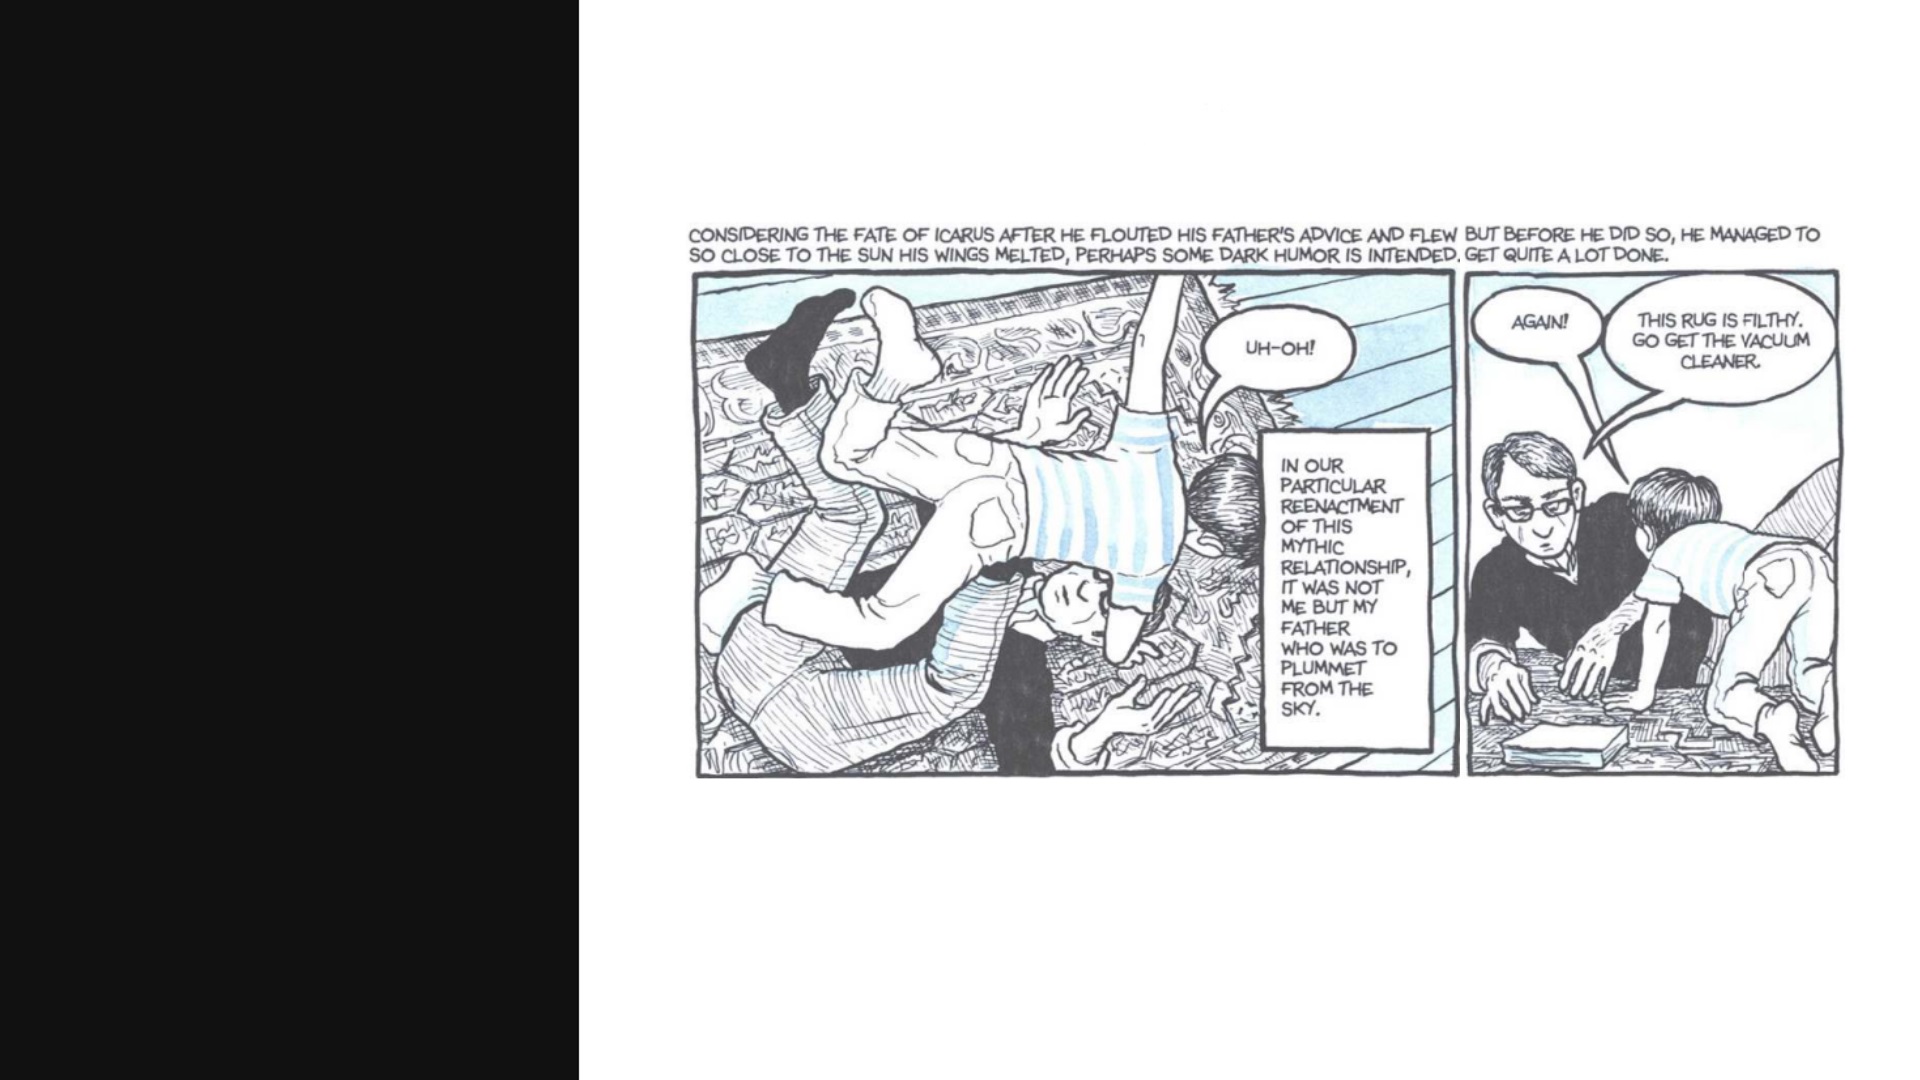 CONSIDERING THE FATE OF ICARUS AFTER HE FLOUTED HIS FATHER'S ADVICE AND FLEW
SO CLOSE TO THE SUN HIS WINGS MELTED, PERHAPS SOME DARK HUMOR IS INTENDED.
UH-OH!
IN OUR
PARTICULAR
REENACTMENT
OF THIS
MYTHIC
RELATIONSHIP,
IT WAS NOT
ME BUT MY
FATHER
WHO WAS TO
PLUMMET
FROM THE
SKY.
BUT BEFORE HE DID SO, HE MANAGED TO
GET QUITE A LOT DONE.
AGAIN!
THIS RUG IS FILTHY.
GO GET THE VACUUM
CLEANER.